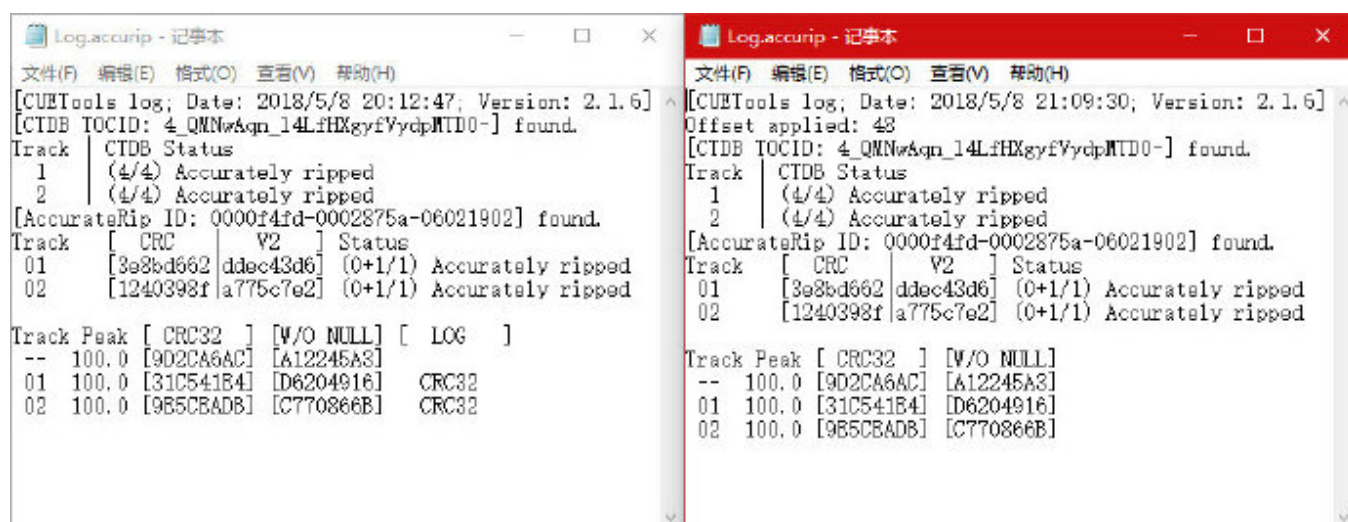 Log.accurip - 记事本
文件(F) 编辑(E) 格式(O) 查看(V) 帮助(H)
[CUETools log; Date: 2018/5/8 20:12:47; Version: 2.1.6]
[CTDB TOCID: 4_QMNwAqn_l4LfHXgyfVydpMTD0-] found.
Track | CTDB Status
1 | (4/4) Accurately ripped
2 | (4/4) Accurately ripped
[AccurateRip ID: 0000f4fd-0002875a-06021902] found.
Track [ CRC | V2 ] Status
01 [3e8bd662|ddec43d6] (0+1/1) Accurately ripped
02 [1240398f|a775c7e2] (0+1/1) Accurately ripped
Track Peak [ CRC32 ] [W/O NULL] [ LOG ]
-- 100.0 [9D2CA6AC] [A12245A3]
01 100.0 [31C541B4] [D6204916] CRC32
02 100.0 [9B5CBADB] [C770866B] CRC32
Log.accurip - 记事本
文件(F) 编辑(E) 格式(O) 查看(V) 帮助(H)
[CUETools log; Date: 2018/5/8 21:09:30; Version: 2.1.6]
Offset applied: 48
[CTDB TOCID: 4_QMNwAqn_l4LfHXgyfVydpMTD0-] found.
Track | CTDB Status
1 | (4/4) Accurately ripped
2 | (4/4) Accurately ripped
[AccurateRip ID: 0000f4fd-0002875a-06021902] found.
Track [ CRC | V2 ] Status
01 [3e8bd662|ddec43d6] (0+1/1) Accurately ripped
02 [1240398f|a775c7e2] (0+1/1) Accurately ripped
Track Peak [ CRC32 ] [W/O NULL]
-- 100.0 [9D2CA6AC] [A12245A3]
01 100.0 [31C541B4] [D6204916]
02 100.0 [9B5CBADB] [C770866B]